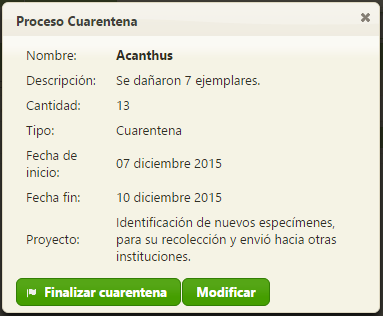 Proceso Cuarentena
Nombre: Acanthus
Descripción: Se dañaron 7 ejemplares.
Cantidad: 13
Tipo: Cuarentena
Fecha de
inicio: 07 diciembre 2015
Fecha fin: 10 diciembre 2015
Proyecto: Identificación de nuevos especímenes,
para su recolección y envió hacia otras
instituciones.
Finalizar cuarentena Modificar